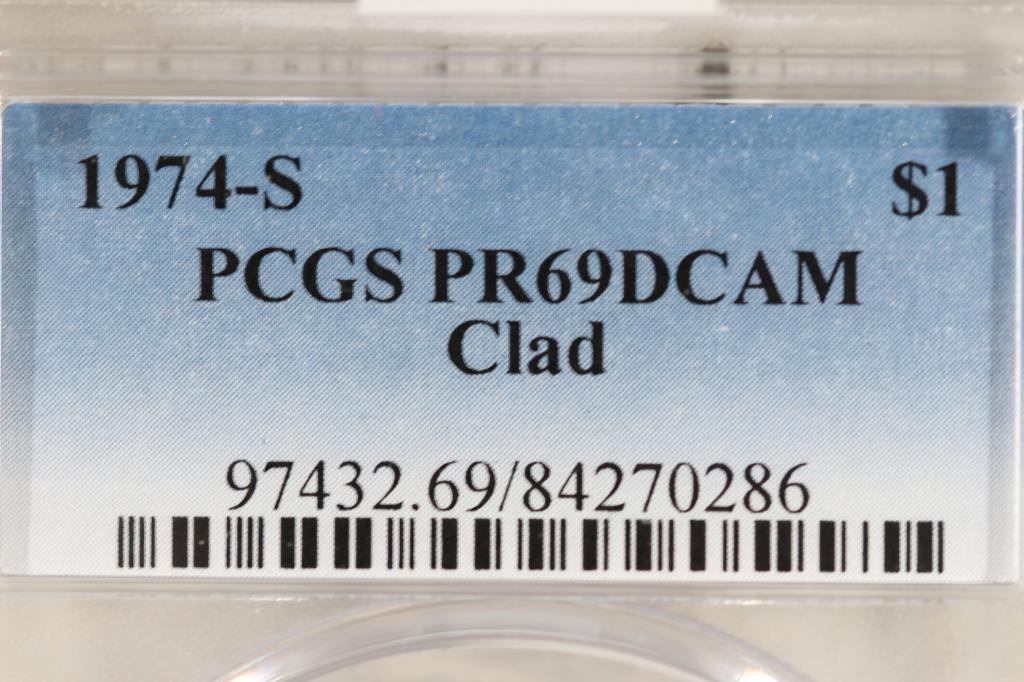 1974-S $1
PCGS PR69DCAM
Clad
97432.69/84270286